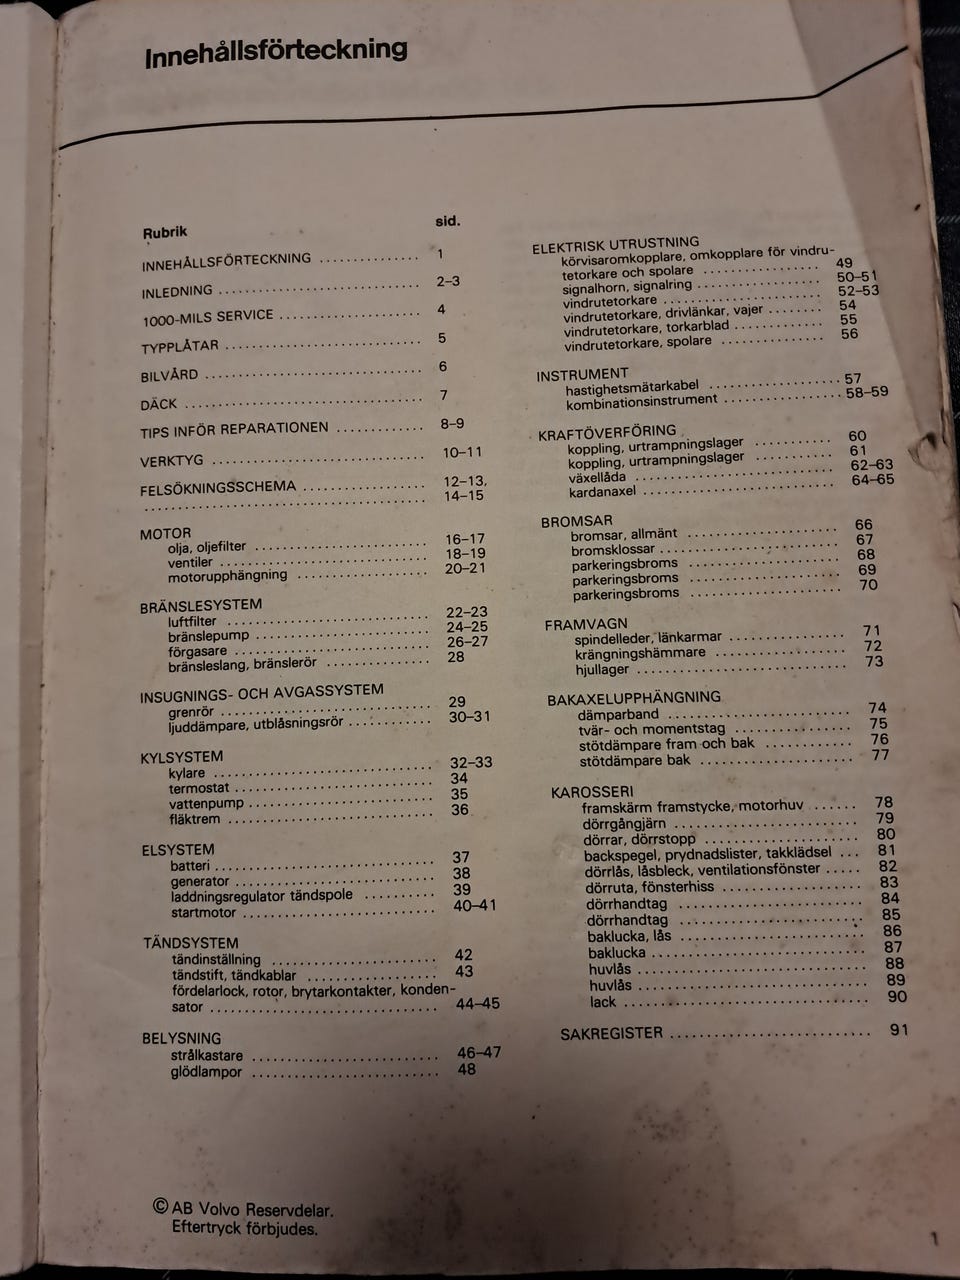 Innehållsförteckning
Rubrik sid.
INNEHÅLLSFÖRTECKNING ............... 1
INLEDNING .............................. 2–3
1000-MILS SERVICE ..................... 4
TYPPLÅTAR ............................. 5
BILVÅRD ................................ 6
DÄCK ................................... 7
TIPS INFÖR REPARATIONEN ............ 8–9
VERKTYG ................................ 10–11
FELSÖKNINGSSCHEMA .................. 12–13,
.......................................... 14–15
MOTOR
olja, oljefilter .......................... 16–17
ventiler ................................ 18–19
motorupphängning .................... 20–21
BRÄNSLESYSTEM
luftfilter ............................... 22–23
bränslepump .......................... 24–25
förgasare .............................. 26–27
bränsleslang, bränslerör ............... 28
INSUGNINGS- OCH AVGASSYSTEM
grenrör ................................ 29
ljuddämpare, utblåsningsrör ............ 30–31
KYLSYSTEM
kylare ................................. 32–33
termostat .............................. 34
vattenpump ............................ 35
fläktrem ............................... 36
ELSYSTEM
batteri ................................. 37
generator .............................. 38
laddningsregulator tändspole .......... 39
startmotor ............................. 40–41
TÄNDSYSTEM
tändinställning ......................... 42
tändstift, tändkablar ................... 43
fördelarlock, rotor, brytarkontakter, konden-
sator ................................... 44–45
BELYSNING
strålkastare ............................ 46–47
glödlampor ............................ 48
ELEKTRISK UTRUSTNING
körvisaromkopplare, omkopplare för vindru-
tetorkare och spolare ................. 49
signalhorn, signalring .................. 50–51
vindrutetorkare ........................ 52–53
vindrutetorkare, drivlänkar, vajer ........ 54
vindrutetorkare, torkarblad ............. 55
vindrutetorkare, spolare ............... 56
INSTRUMENT
hastighetsmätarkabel ................... 57
kombinationsinstrument ................. 58–59
KRAFTÖVERFÖRING
koppling, urtrampningslager ........... 60
koppling, urtrampningslager ........... 61
växellåda .............................. 62–63
kardanaxel ............................. 64–65
BROMSAR
bromsar, allmänt ....................... 66
bromsklossar ........................... 67
parkeringsbroms ....................... 68
parkeringsbroms ....................... 69
parkeringsbroms ....................... 70
FRAMVAGN
spindelleder, länkarmar ................ 71
krängningshämmare .................... 72
hjullager ............................... 73
BAKAXELUPPHÄNGNING
dämparband ........................... 74
tvär- och momentstag ................. 75
stötdämpare fram och bak ............ 76
stötdämpare bak ...................... 77
KAROSSERI
framskärm framstycke, motorhuv ....... 78
dörrgångjärn ........................... 79
dörrar, dörrstopp ...................... 80
backspegel, prydnadslister, takklädsel ... 81
dörrlås, låsbleck, ventilationsfönster ..... 82
dörruta, fönsterhiss .................... 83
dörrhandtag ........................... 84
dörrhandtag ........................... 85
baklucka, lås ........................... 86
baklucka ............................... 87
huvlås ................................. 88
huvlås ................................. 89
lack .................................... 90
SAKREGISTER .......................... 91
© AB Volvo Reservdelar.
Eftertryck förbjudes.
1